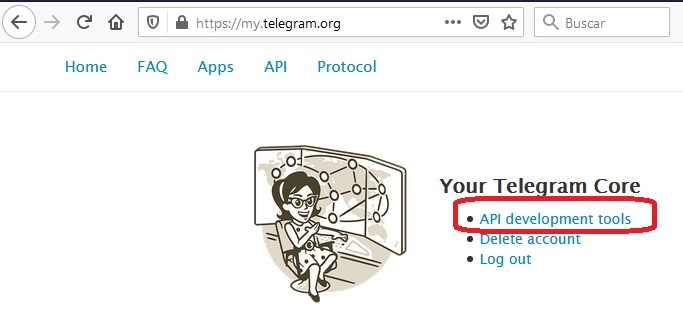 https://my.telegram.org
Buscar
Home FAQ Apps API Protocol
Your Telegram Core
API development tools
Delete account
Log out